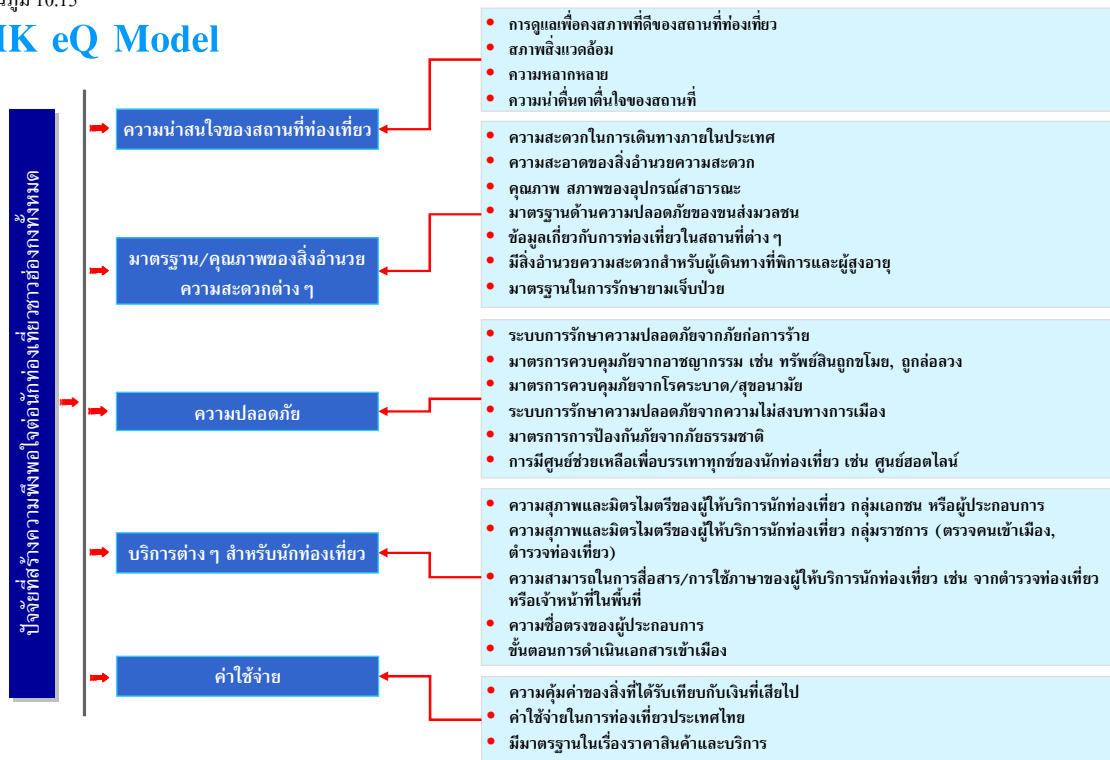 10.15
eQ Model
ปัจจัยที่สร้างความพึงพอใจต่อนักท่องเที่ยวชาวฮ่องกงทั้งหมด
ความน่าสนใจของสถานที่ท่องเที่ยว
• การดูแลเพื่อคงสภาพที่ดีของสถานที่ท่องเที่ยว
• สภาพสิ่งแวดล้อม
• ความหลากหลาย
• ความน่าตื่นตาตื่นใจของสถานที่
มาตรฐาน/คุณภาพของสิ่งอำนวย
ความสะดวกต่าง ๆ
• ความสะดวกในการเดินทางภายในประเทศ
• ความสะอาดของสิ่งอำนวยความสะดวก
• คุณภาพ สภาพของอุปกรณ์สาธารณะ
• มาตรฐานด้านความปลอดภัยของขนส่งมวลชน
• ข้อมูลเกี่ยวกับการท่องเที่ยวในสถานที่ต่าง ๆ
• มีสิ่งอำนวยความสะดวกสำหรับผู้เดินทางที่พิการและผู้สูงอายุ
• มาตรฐานในการรักษายามเจ็บป่วย
ความปลอดภัย
• ระบบการรักษาความปลอดภัยจากภัยก่อการร้าย
• มาตรการควบคุมภัยจากอาชญากรรม เช่น ทรัพย์สินถูกขโมย, ถูกล่อลวง
• มาตรการควบคุมภัยจากโรคระบาด/สุขอนามัย
• ระบบการรักษาความปลอดภัยจากความไม่สงบทางการเมือง
• มาตรการการป้องกันภัยจากภัยธรรมชาติ
• การมีศูนย์ช่วยเหลือเพื่อบรรเทาทุกข์ของนักท่องเที่ยว เช่น ศูนย์ฮอตไลน์
บริการต่าง ๆ สำหรับนักท่องเที่ยว
• ความสุภาพและมิตรไมตรีของผู้ให้บริการนักท่องเที่ยว กลุ่มเอกชน หรือผู้ประกอบการ
• ความสุภาพและมิตรไมตรีของผู้ให้บริการนักท่องเที่ยว กลุ่มราชการ (ตรวจคนเข้าเมือง,
ตำรวจท่องเที่ยว)
• ความสามารถในการสื่อสาร/การใช้ภาษาของผู้ให้บริการนักท่องเที่ยว เช่น จากตำรวจท่องเที่ยว
หรือเจ้าหน้าที่ในพื้นที่
• ความซื่อตรงของผู้ประกอบการ
• ขั้นตอนการดำเนินเอกสารเข้าเมือง
ค่าใช้จ่าย
• ความคุ้มค่าของสิ่งที่ได้รับเทียบกับเงินที่เสียไป
• ค่าใช้จ่ายในการท่องเที่ยวประเทศไทย
• มีมาตรฐานในเรื่องราคาสินค้าและบริการ